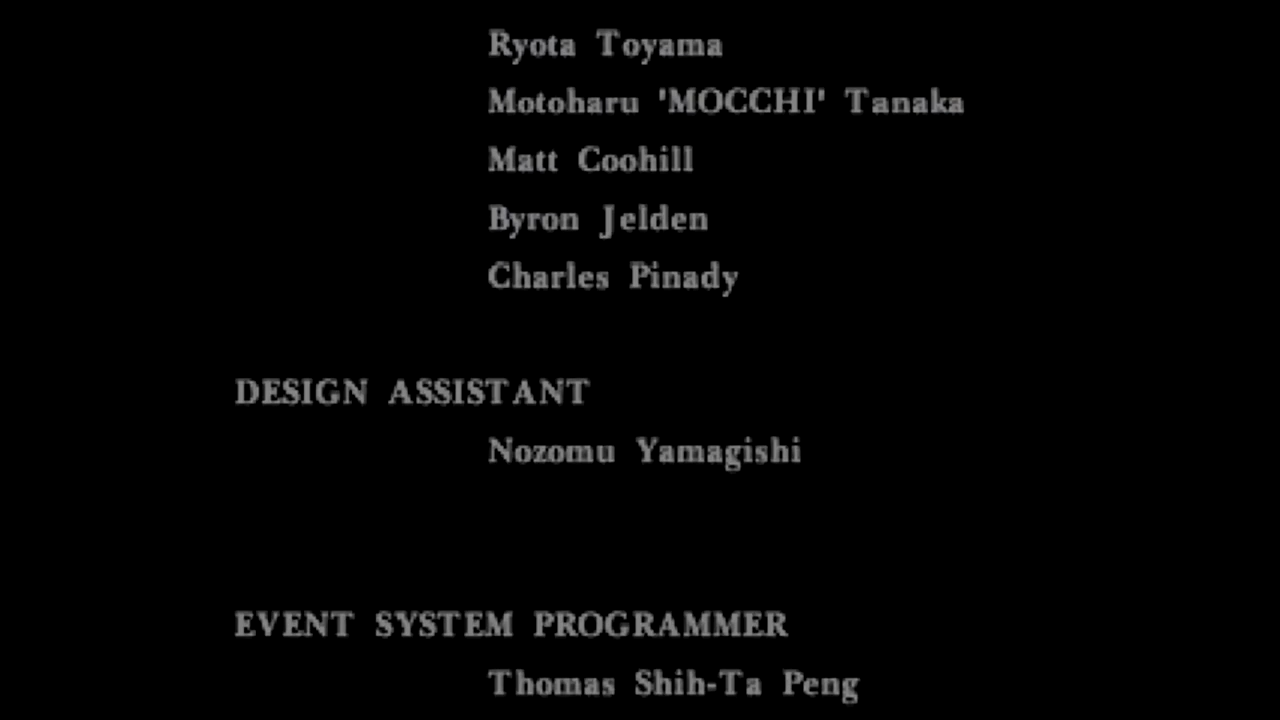 Ryota Toyama
Motoharu 'MOCCHI' Tanaka
Matt Coohill
Byron Jelden
Charles Pinady
DESIGN ASSISTANT
Nozomu Yamagishi
EVENT SYSTEM PROGRAMMER
Thomas Shih-Ta Peng